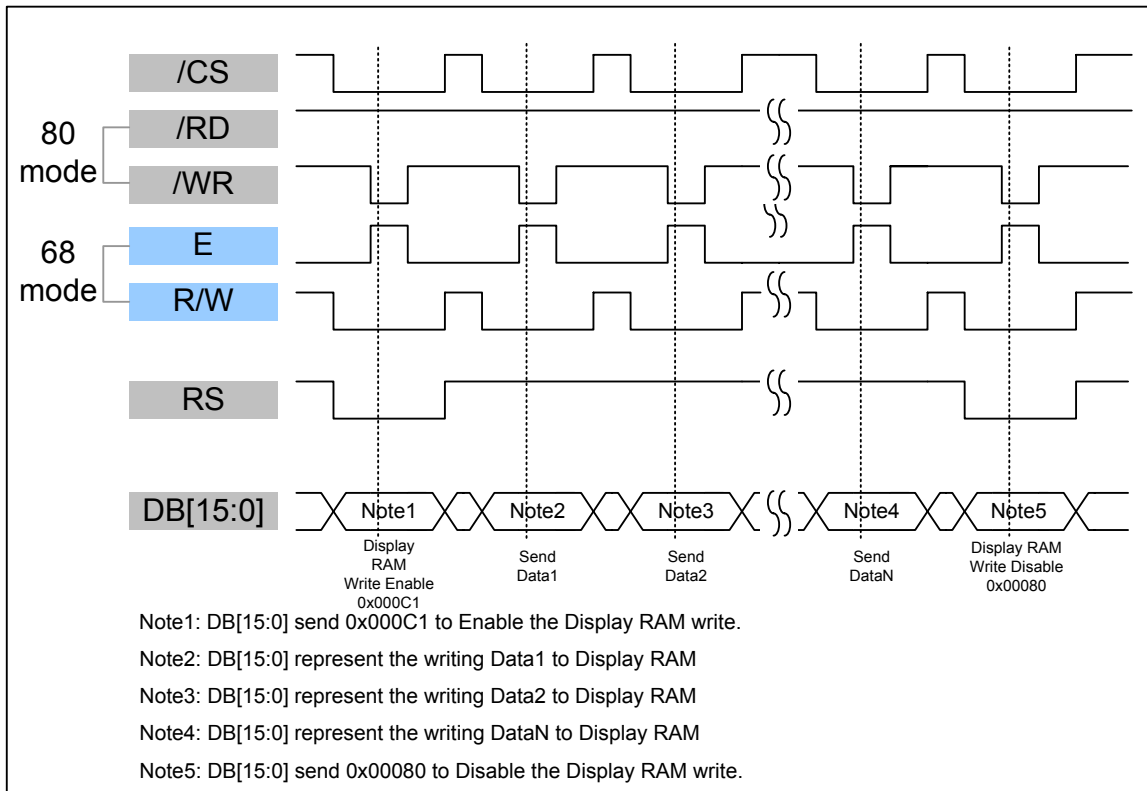 /CS
80
mode
/RD
/WR
68
mode
E
R/W
RS
DB[15:0]
Note1
Note2
Note3
Note4
Note5
Display
RAM
Write Enable
0x000C1
Send
Data1
Send
Data2
Send
DataN
Display RAM
Write Disable
0x00080
Note1: DB[15:0] send 0x000C1 to Enable the Display RAM write.
Note2: DB[15:0] represent the writing Data1 to Display RAM
Note3: DB[15:0] represent the writing Data2 to Display RAM
Note4: DB[15:0] represent the writing DataN to Display RAM
Note5: DB[15:0] send 0x00080 to Disable the Display RAM write.